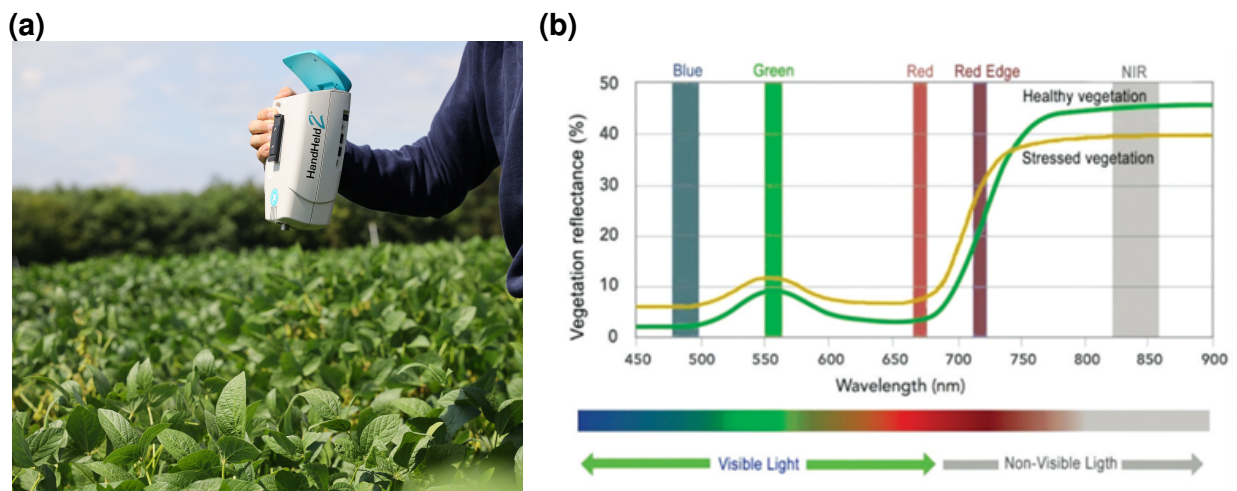 (a)
(b)
HandHeld 2
Blue Green Red Red Edge NIR
50
40
30
20
10
0
Healthy vegetation
Stressed vegetation
Vegetation reflectance (%)
450 500 550 600 650 700 750 800 850 900
Wavelength (nm)
Visible Light
Non-Visible Ligth